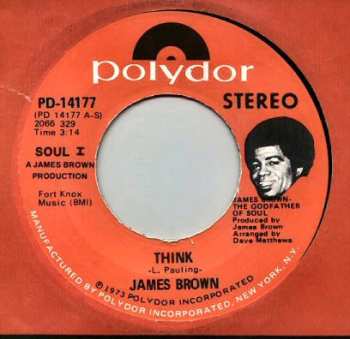 polydor
PD-14177
(PD 14177 A-S)
2066 329
Time 3:14
STEREO
SOUL I
A JAMES BROWN
PRODUCTION
Fort Knox
Music (BMI)
JAMES BROWN-
THE GODFATHER
OF SOUL
Produced by
James Brown
Arranged by
Dave Matthews
THINK
-L. Pauling-
JAMES BROWN
℗1973 POLYDOR INCORPORATED
MANUFACTURED BY POLYDOR INCORPORATED, NEW YORK, N.Y.